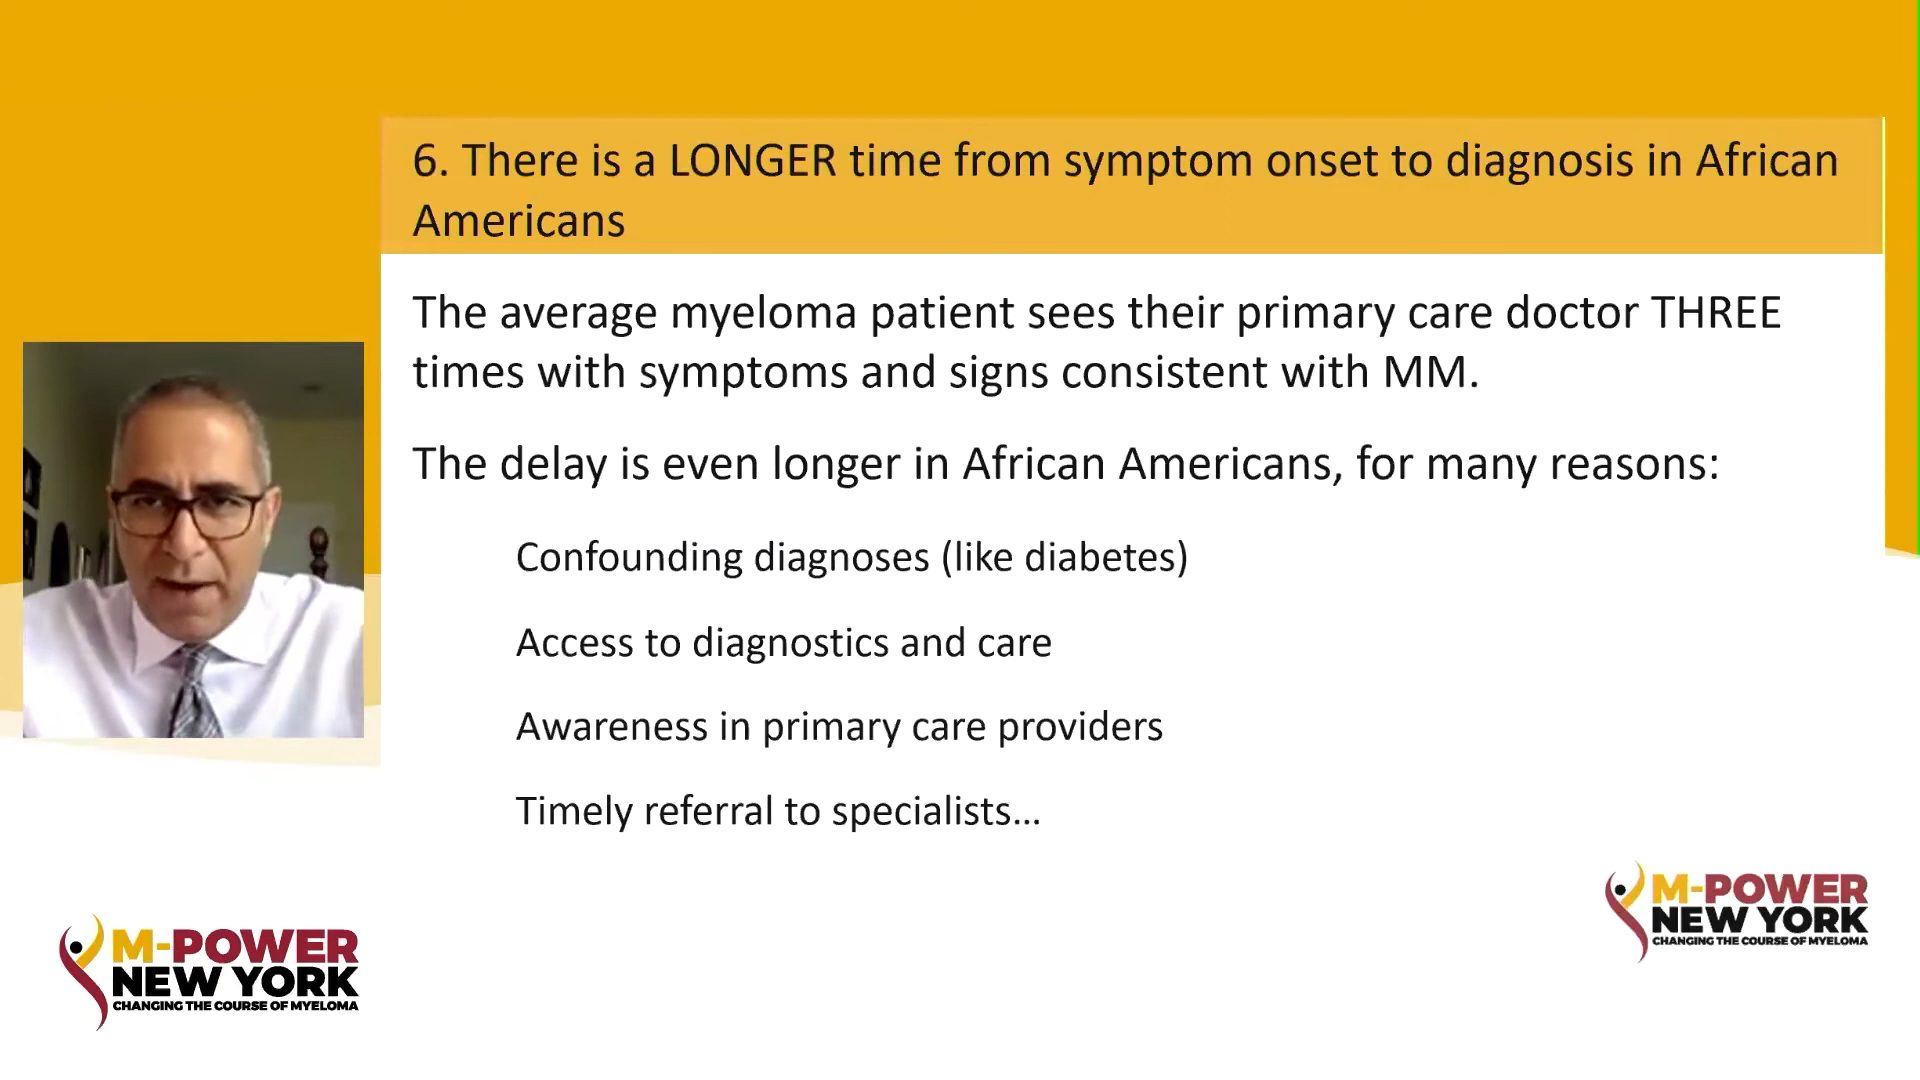 6. There is a LONGER time from symptom onset to diagnosis in African
Americans
The average myeloma patient sees their primary care doctor THREE
times with symptoms and signs consistent with MM.
The delay is even longer in African Americans, for many reasons:
Confounding diagnoses (like diabetes)
Access to diagnostics and care
Awareness in primary care providers
Timely referral to specialists...
M-POWER
NEW YORK
CHANGING THE COURSE OF MYELOMA
M-POWER
NEW YORK
CHANGING THE COURSE OF MYELOMA